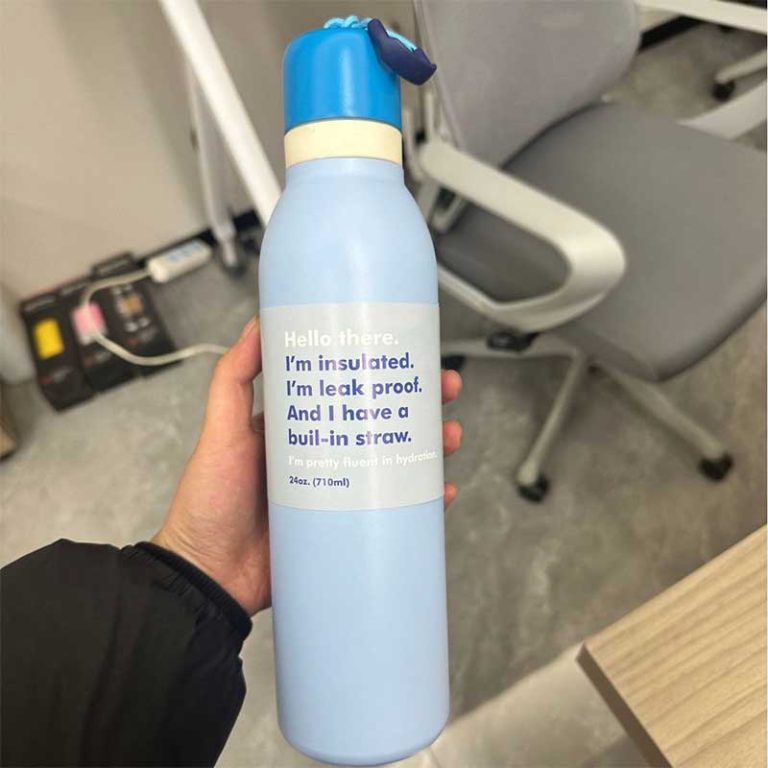 Hello there.
I'm insulated.
I'm leak proof.
And I have a
buil-in straw.
I'm pretty fluent in hydration.
24oz. (710ml)